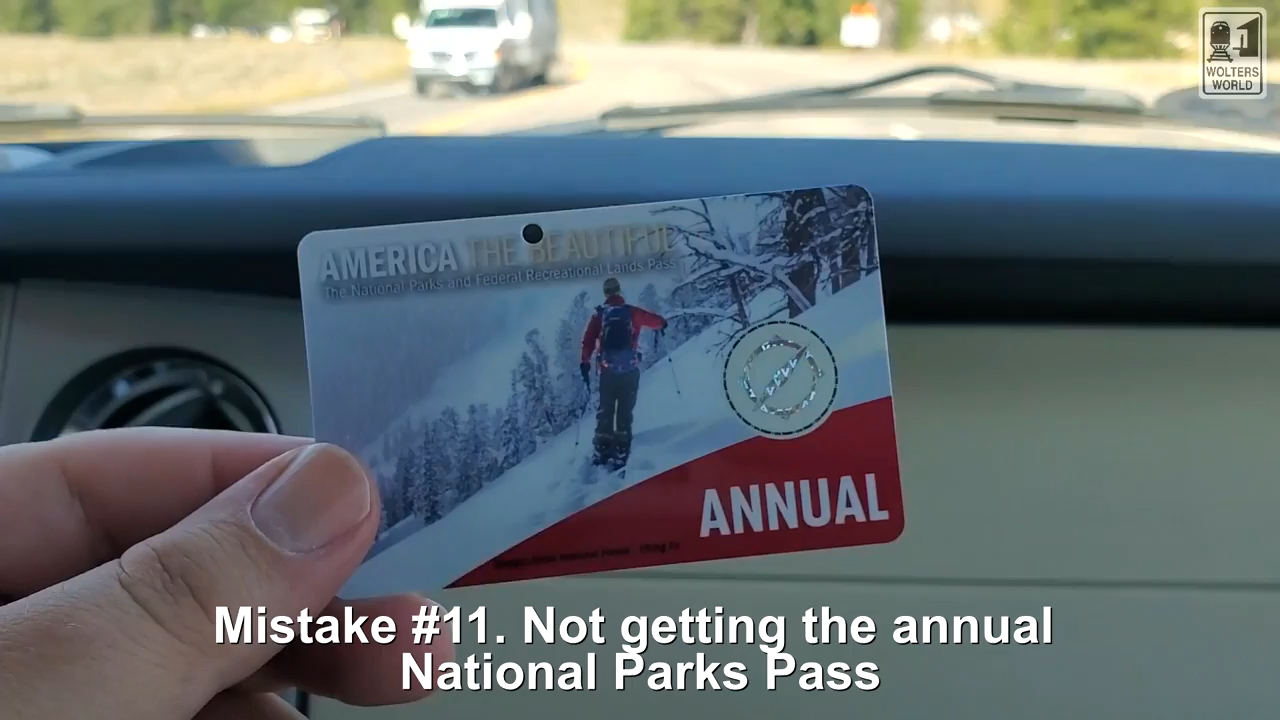 WOLTERS
WORLD
AMERICA THE BEAUTIFUL
The National Parks and Federal Recreational Lands Pass
ANNUAL
Mistake #11. Not getting the annual
National Parks Pass